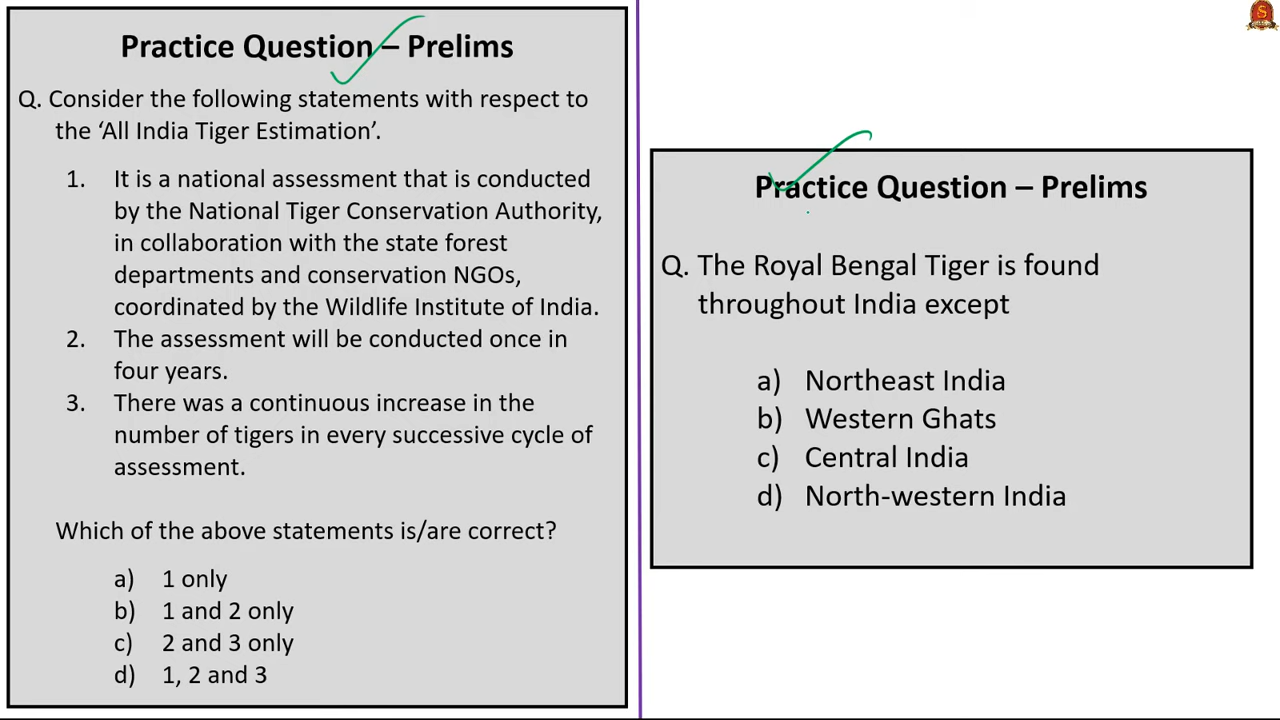 Practice Question – Prelims
Q. Consider the following statements with respect to
the ‘All India Tiger Estimation’.
1. It is a national assessment that is conducted
by the National Tiger Conservation Authority,
in collaboration with the state forest
departments and conservation NGOs,
coordinated by the Wildlife Institute of India.
2. The assessment will be conducted once in
four years.
3. There was a continuous increase in the
number of tigers in every successive cycle of
assessment.
Which of the above statements is/are correct?
a) 1 only
b) 1 and 2 only
c) 2 and 3 only
d) 1, 2 and 3
Practice Question – Prelims
Q. The Royal Bengal Tiger is found
throughout India except
a) Northeast India
b) Western Ghats
c) Central India
d) North-western India